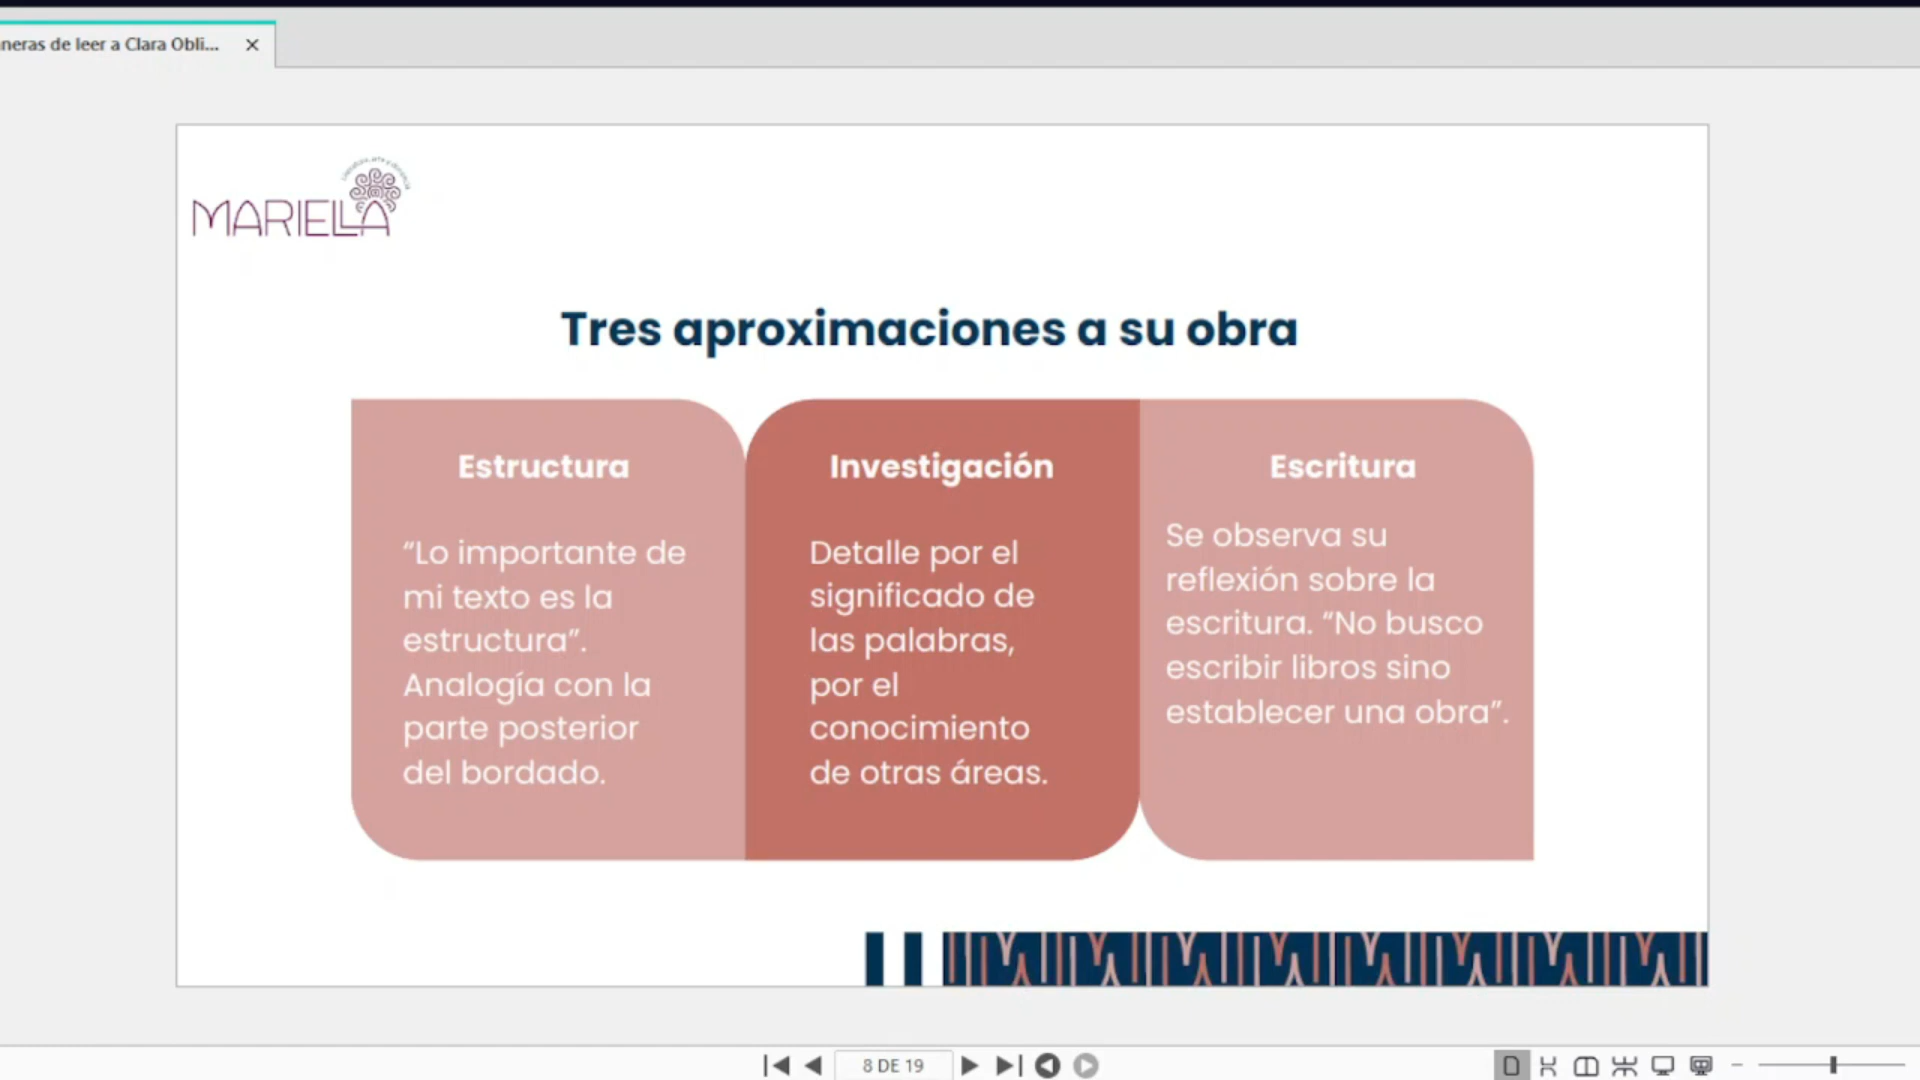 neras de leer a Clara Obli...
MARIELLA
Tres aproximaciones a su obra
Estructura
“Lo importante de
mi texto es la
estructura”.
Analogía con la
parte posterior
del bordado.
Investigación
Detalle por el
significado de
las palabras,
por el
conocimiento
de otras áreas.
Escritura
Se observa su
reflexión sobre la
escritura. “No busco
escribir libros sino
establecer una obra”.
8 DE 19